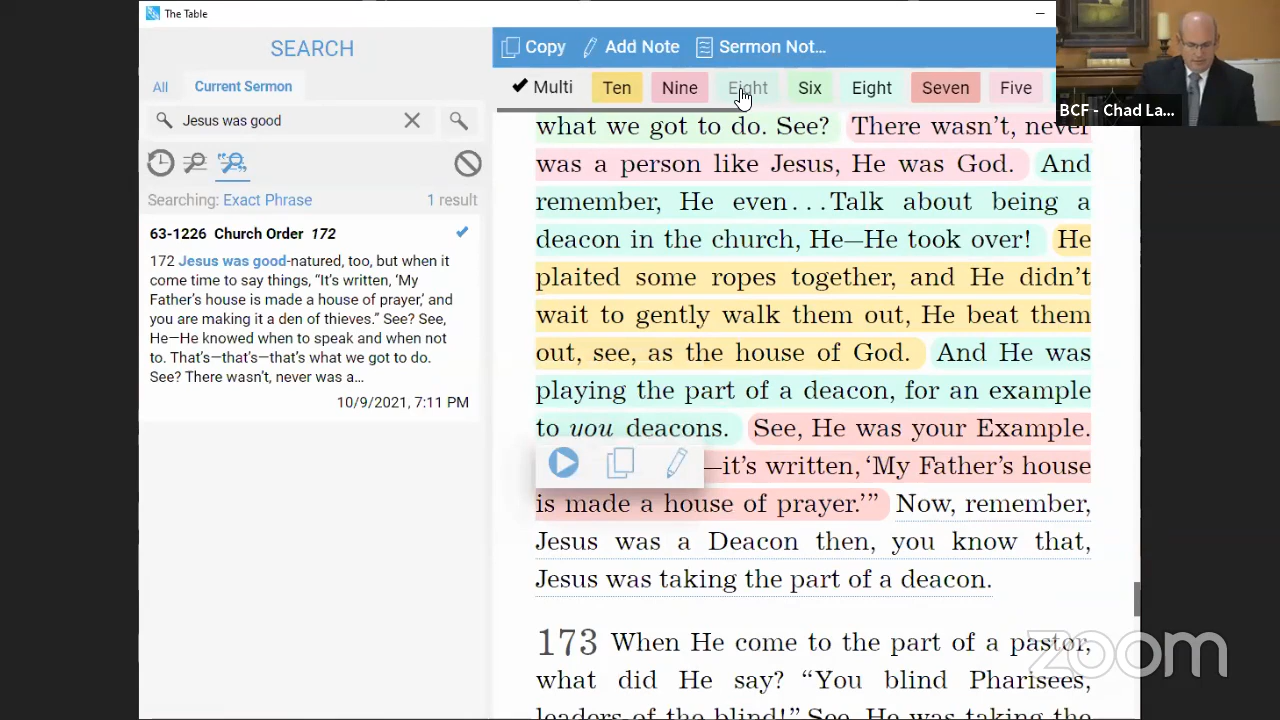 The Table
SEARCH
All
Current Sermon
Jesus was good
Searching: Exact Phrase
1 result
63-1226 Church Order 172
172 Jesus was good-natured, too, but when it
come time to say things, “It’s written, ‘My
Father’s house is made a house of prayer,’ and
you are making it a den of thieves.” See? See,
He—He knowed when to speak and when not
to. That’s—that’s—that’s what we got to do.
See? There wasn’t, never was a...
10/9/2021, 7:11 PM
Copy
Add Note
Sermon Not...
Multi
Ten
Nine
Eight
Six
Eight
Seven
Five
BCF - Chad La...
what we got to do. See? There wasn’t, never
was a person like Jesus, He was God. And
remember, He even...Talk about being a
deacon in the church, He—He took over! He
plaited some ropes together, and He didn’t
wait to gently walk them out, He beat them
out, see, as the house of God. And He was
playing the part of a deacon, for an example
to you deacons. See, He was your Example.
—it’s written, ‘My Father’s house
is made a house of prayer.’” Now, remember,
Jesus was a Deacon then, you know that,
Jesus was taking the part of a deacon.
173 When He come to the part of a pastor,
what did He say? “You blind Pharisees,
leaders of the blind!” See, He was taking the
zoom